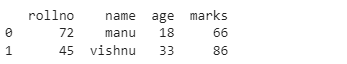 rollno name age marks
0 72 manu 18 66
1 45 vishnu 33 86